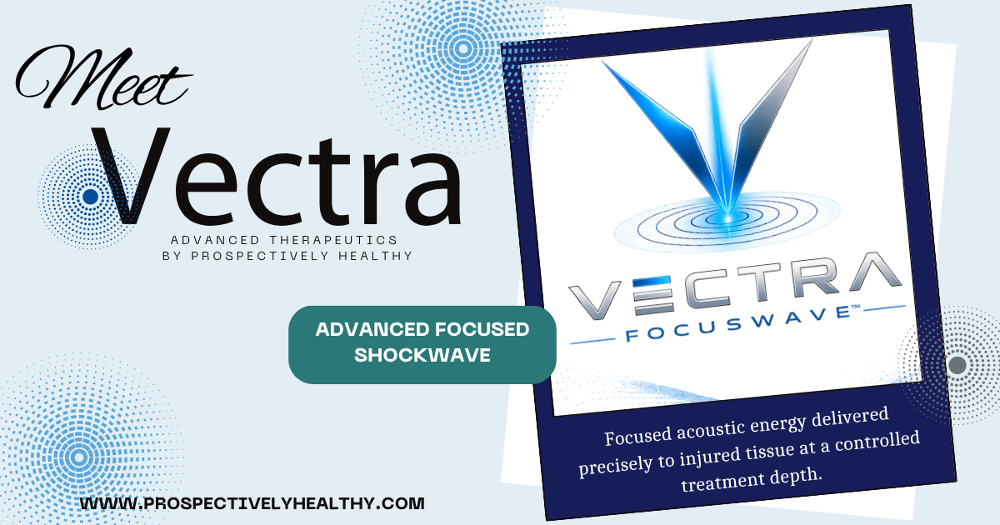 Meet
Vectra
ADVANCED THERAPEUTICS
BY PROSPECTIVELY HEALTHY
ADVANCED FOCUSED
SHOCKWAVE
VECTRA
FOCUSWAVE™
Focused acoustic energy delivered
precisely to injured tissue at a controlled
treatment depth.
WWW.PROSPECTIVELYHEALTHY.COM